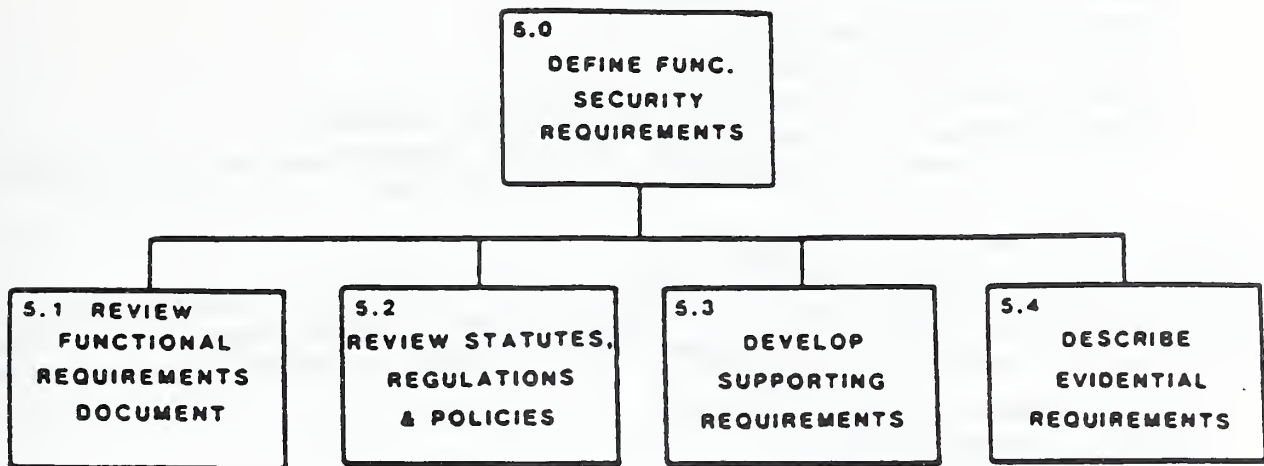 5.0
DEFINE FUNC.
SECURITY
REQUIREMENTS
5.1 REVIEW
FUNCTIONAL
REQUIREMENTS
DOCUMENT
5.2
REVIEW STATUTES,
REGULATIONS
& POLICIES
5.3
DEVELOP
SUPPORTING
REQUIREMENTS
5.4
DESCRIBE
EVIDENTIAL
REQUIREMENTS